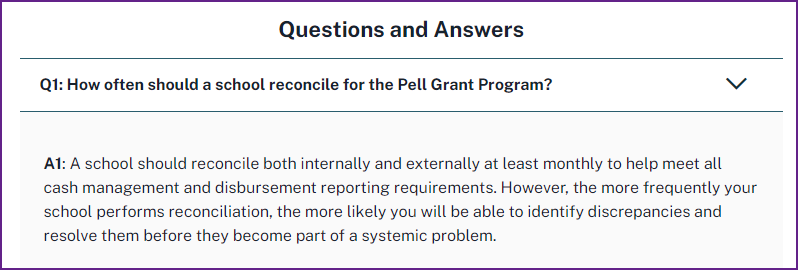 Questions and Answers
Q1: How often should a school reconcile for the Pell Grant Program?
A1: A school should reconcile both internally and externally at least monthly to help meet all
cash management and disbursement reporting requirements. However, the more frequently your
school performs reconciliation, the more likely you will be able to identify discrepancies and
resolve them before they become part of a systemic problem.